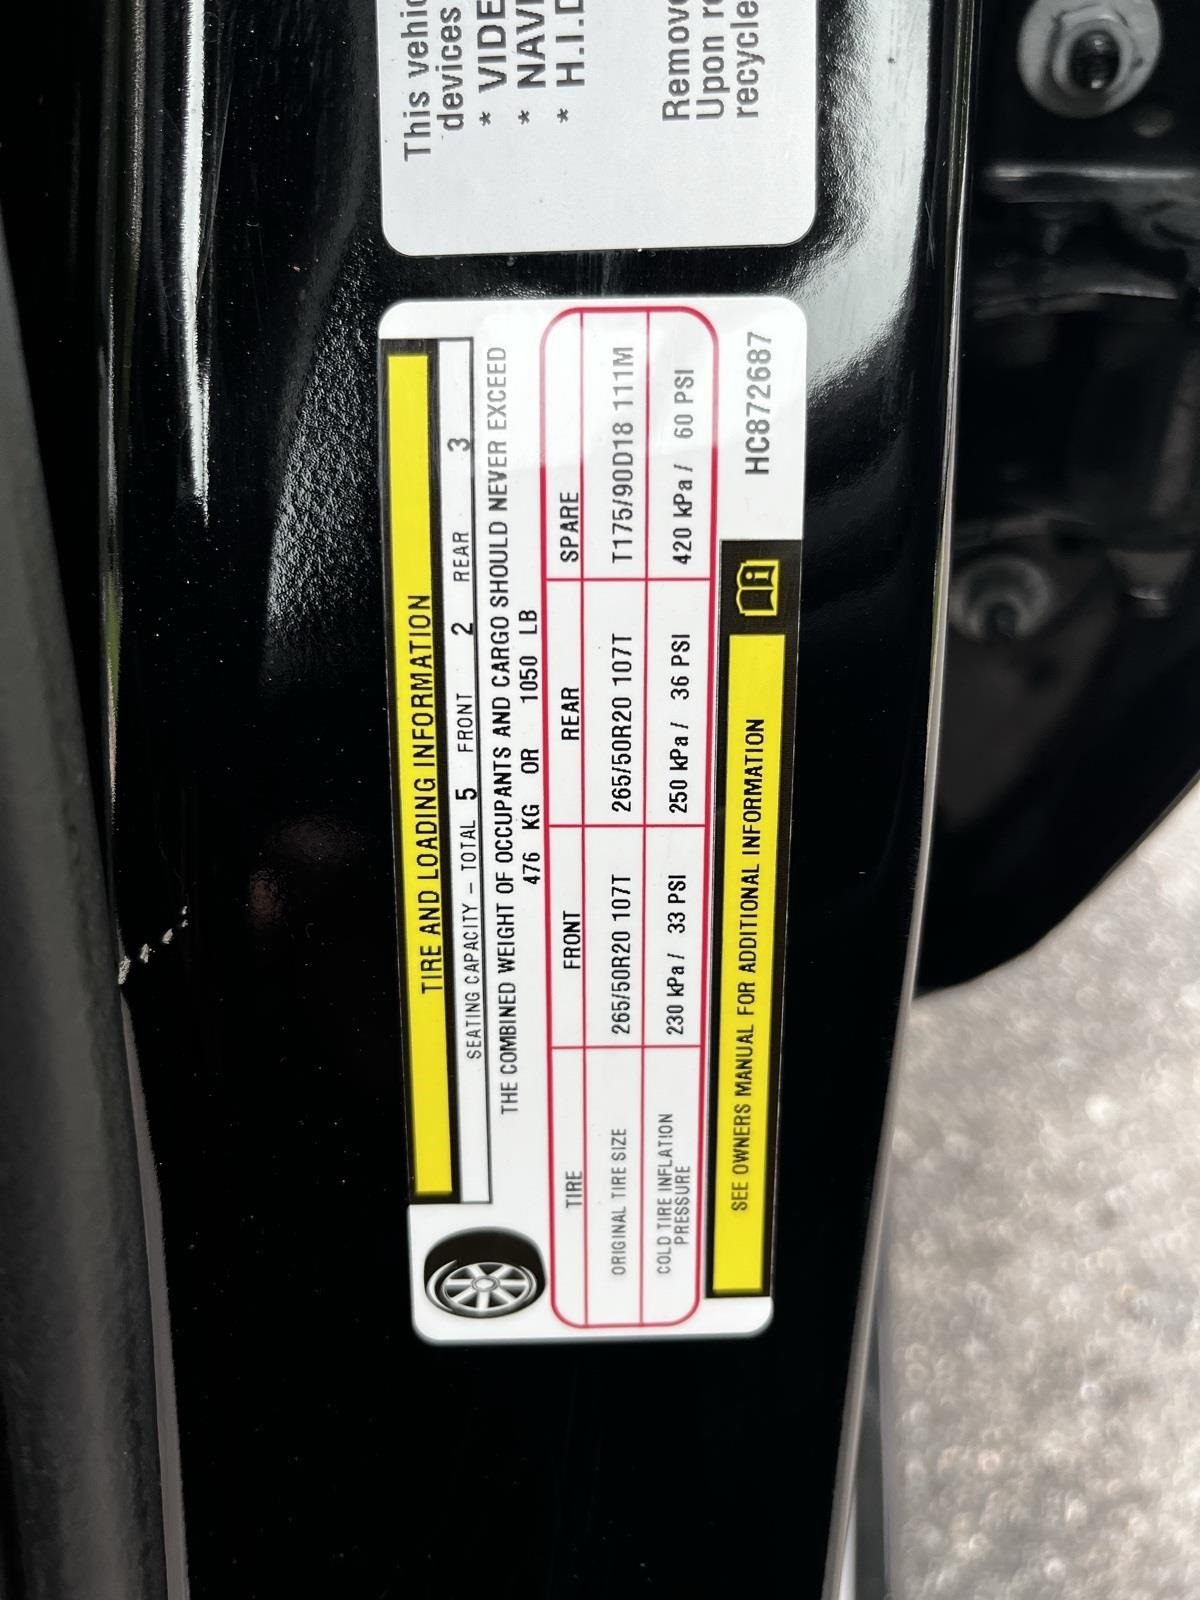 This vehic
devices
* VIDE
* NAVI
* H.I.D
Remove
Upon re
recycle
TIRE AND LOADING INFORMATION
SEATING CAPACITY – TOTAL 5 FRONT 2 REAR 3
THE COMBINED WEIGHT OF OCCUPANTS AND CARGO SHOULD NEVER EXCEED
476 KG OR 1050 LB
TIRE FRONT REAR SPARE
ORIGINAL TIRE SIZE 265/50R20 107T 265/50R20 107T T175/90D18 111M
COLD TIRE INFLATION
PRESSURE 230 kPa / 33 PSI 250 kPa / 36 PSI 420 kPa / 60 PSI
SEE OWNERS MANUAL FOR ADDITIONAL INFORMATION
HC872687